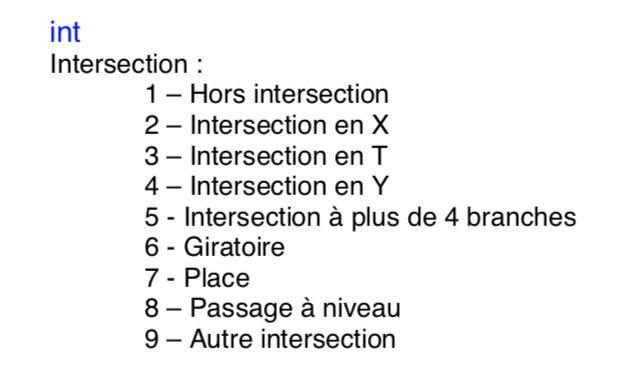 int
Intersection :
1 – Hors intersection
2 – Intersection en X
3 – Intersection en T
4 – Intersection en Y
5 - Intersection à plus de 4 branches
6 - Giratoire
7 - Place
8 – Passage à niveau
9 – Autre intersection